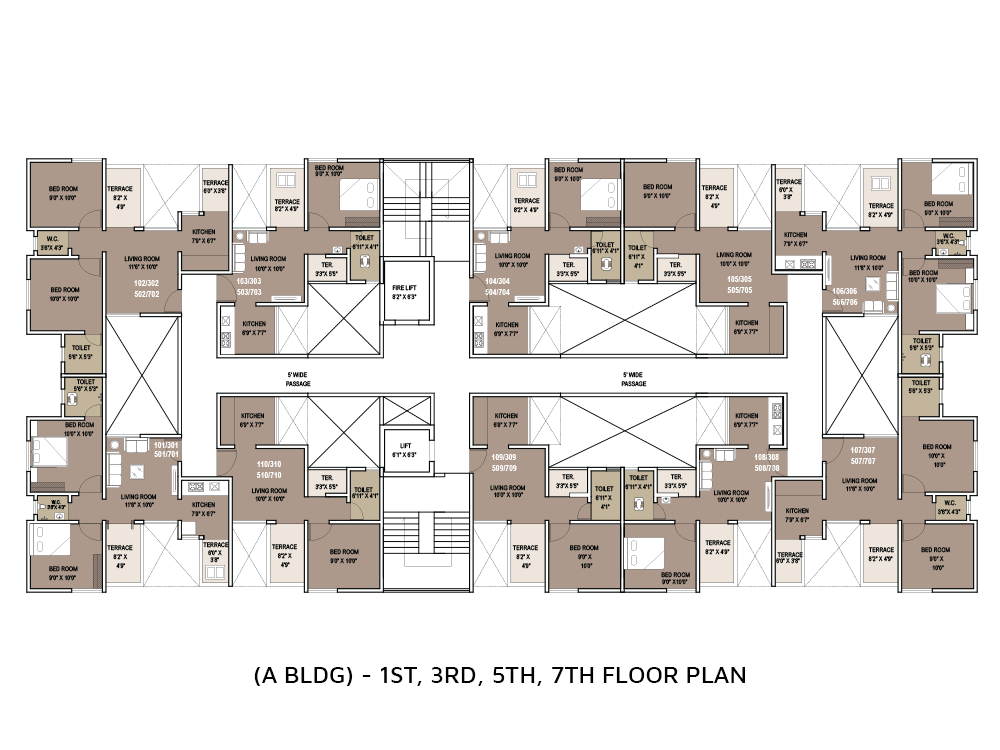 BED ROOM
9'0" X 10'0"
TERRACE
8'2" X
4'9"
TERRACE
6'0" X 3'8"
TERRACE
8'2" X 4'9"
BED ROOM
9'0" X 10'0"
W.C.
3'6" X 4'3"
KITCHEN
7'9" X 6'7"
LIVING ROOM
11'6" X 10'0"
102/302
502/702
BED ROOM
10'0" X 10'0"
LIVING ROOM
10'0" X 10'0"
103/303
503/703
TER.
3'3"X 5'5"
TOILET
6'11" X 4'1"
KITCHEN
6'9" X 7'7"
TOILET
5'6" X 5'3"
FIRE LIFT
8'2" X 6'3"
TERRACE
8'2" X
4'9"
BED ROOM
9'0" X 10'0"
LIVING ROOM
10'0" X 10'0"
104/304
504/704
TER.
3'3"X 5'5"
TOILET
6'11" X 4'1"
KITCHEN
6'9" X 7'7"
BED ROOM
9'0" X 10'0"
TERRACE
8'2" X
4'9"
TOILET
6'11" X
4'1"
TER.
3'3"X 5'5"
LIVING ROOM
10'0" X 10'0"
105/305
505/705
KITCHEN
6'9" X 7'7"
TERRACE
6'0" X
3'8"
TERRACE
8'2" X 4'9"
BED ROOM
9'0" X 10'0"
KITCHEN
7'9" X 6'7"
W.C.
3'6" X 4'3"
LIVING ROOM
11'6" X 10'0"
106/306
506/706
BED ROOM
10'0" X 10'0"
TOILET
5'6" X 5'3"
5' WIDE
PASSAGE
5' WIDE
PASSAGE
TOILET
5'6" X 5'3"
BED ROOM
10'0" X 10'0"
101/301
501/701
LIVING ROOM
11'6" X 10'0"
W.C.
3'6" X 4'3"
KITCHEN
7'9" X 6'7"
BED ROOM
9'0" X 10'0"
TERRACE
8'2" X
4'9"
TERRACE
6'0" X
3'8"
KITCHEN
6'9" X 7'7"
110/310
510/710
LIVING ROOM
10'0" X 10'0"
TER.
3'3"X 5'5"
TOILET
6'11" X 4'1"
TERRACE
8'2" X
4'9"
BED ROOM
9'0" X 10'0"
LIFT
6'1" X 6'3"
KITCHEN
6'9" X 7'7"
109/309
509/709
LIVING ROOM
10'0" X 10'0"
TER.
3'3"X 5'5"
TOILET
6'11" X
4'1"
TERRACE
8'2" X
4'9"
BED ROOM
9'0" X
10'0"
KITCHEN
6'9" X 7'7"
108/308
508/708
TOILET
6'11" X 4'1"
TER.
3'3"X 5'5"
LIVING ROOM
10'0" X 10'0"
BED ROOM
9'0" X10'0"
TERRACE
8'2" X 4'9"
TOILET
5'6" X 5'3"
107/307
507/707
LIVING ROOM
11'6" X 10'0"
BED ROOM
10'0" X
10'0"
KITCHEN
7'9" X 6'7"
W.C.
3'6"X 4'3"
TERRACE
6'0" X 3'8"
TERRACE
8'2" X 4'9"
BED ROOM
9'0" X
10'0"
(A BLDG) - 1ST, 3RD, 5TH, 7TH FLOOR PLAN